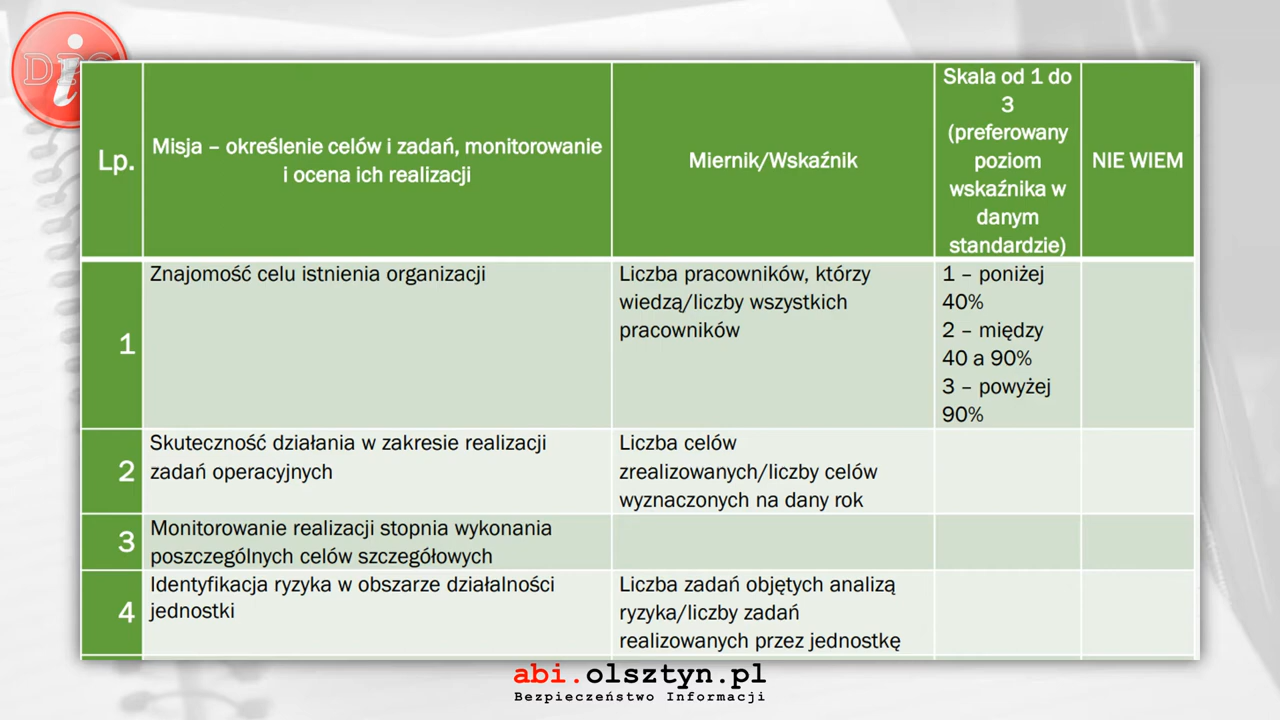 Lp.
Misja – określenie celów i zadań, monitorowanie
i ocena ich realizacji
Miernik/Wskaźnik
Skala od 1 do
3
(preferowany
poziom
wskaźnika w
danym
standardzie)
NIE WIEM
1
Znajomość celu istnienia organizacji
Liczba pracowników, którzy
wiedzą/liczby wszystkich
pracowników
1 – poniżej
40%
2 – między
40 a 90%
3 – powyżej
90%
2
Skuteczność działania w zakresie realizacji
zadań operacyjnych
Liczba celów
zrealizowanych/liczby celów
wyznaczonych na dany rok
3
Monitorowanie realizacji stopnia wykonania
poszczególnych celów szczegółowych
4
Identyfikacja ryzyka w obszarze działalności
jednostki
Liczba zadań objętych analizą
ryzyka/liczby zadań
realizowanych przez jednostkę
abi.olsztyn.pl
Bezpieczeństwo Informacji